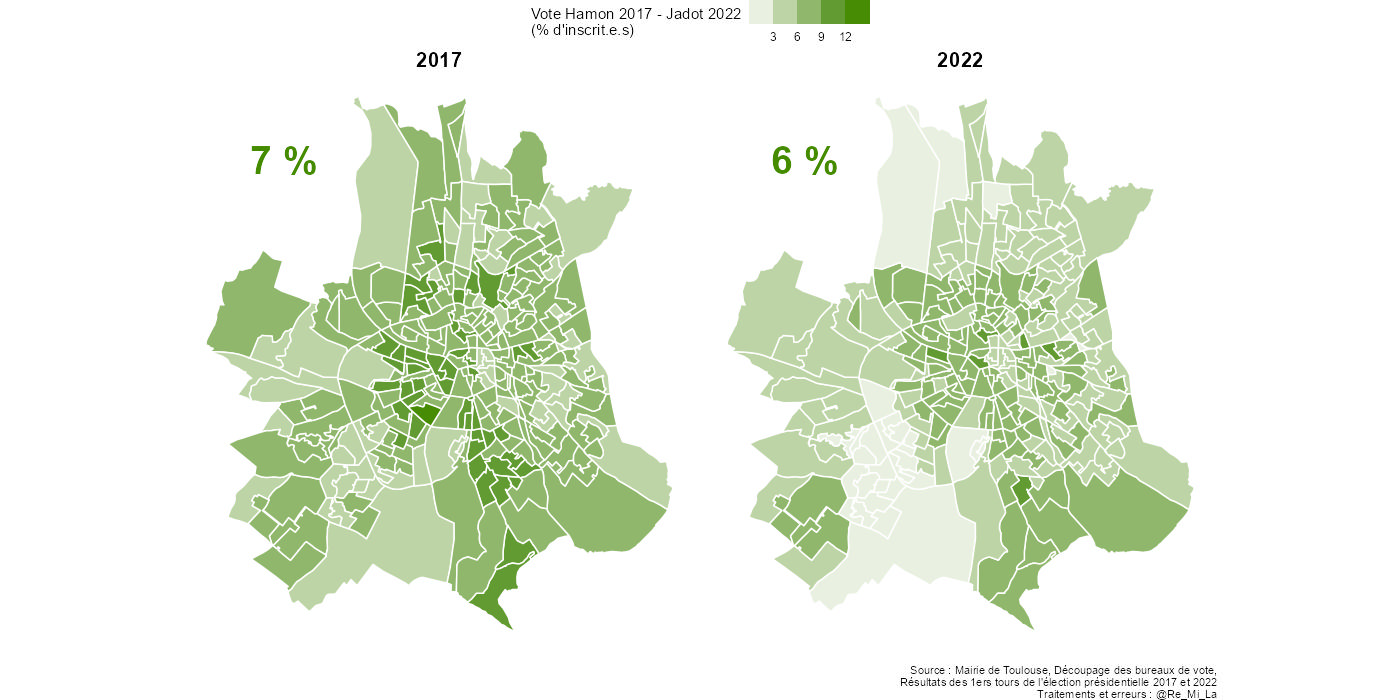 Vote Hamon 2017 - Jadot 2022
(% d'inscrit.e.s)
3 6 9 12
2017
2022
7 %
6 %
Source : Mairie de Toulouse, Découpage des bureaux de vote,
Résultats des 1ers tours de l'élection présidentielle 2017 et 2022
Traitements et erreurs : @Re_Mi_La